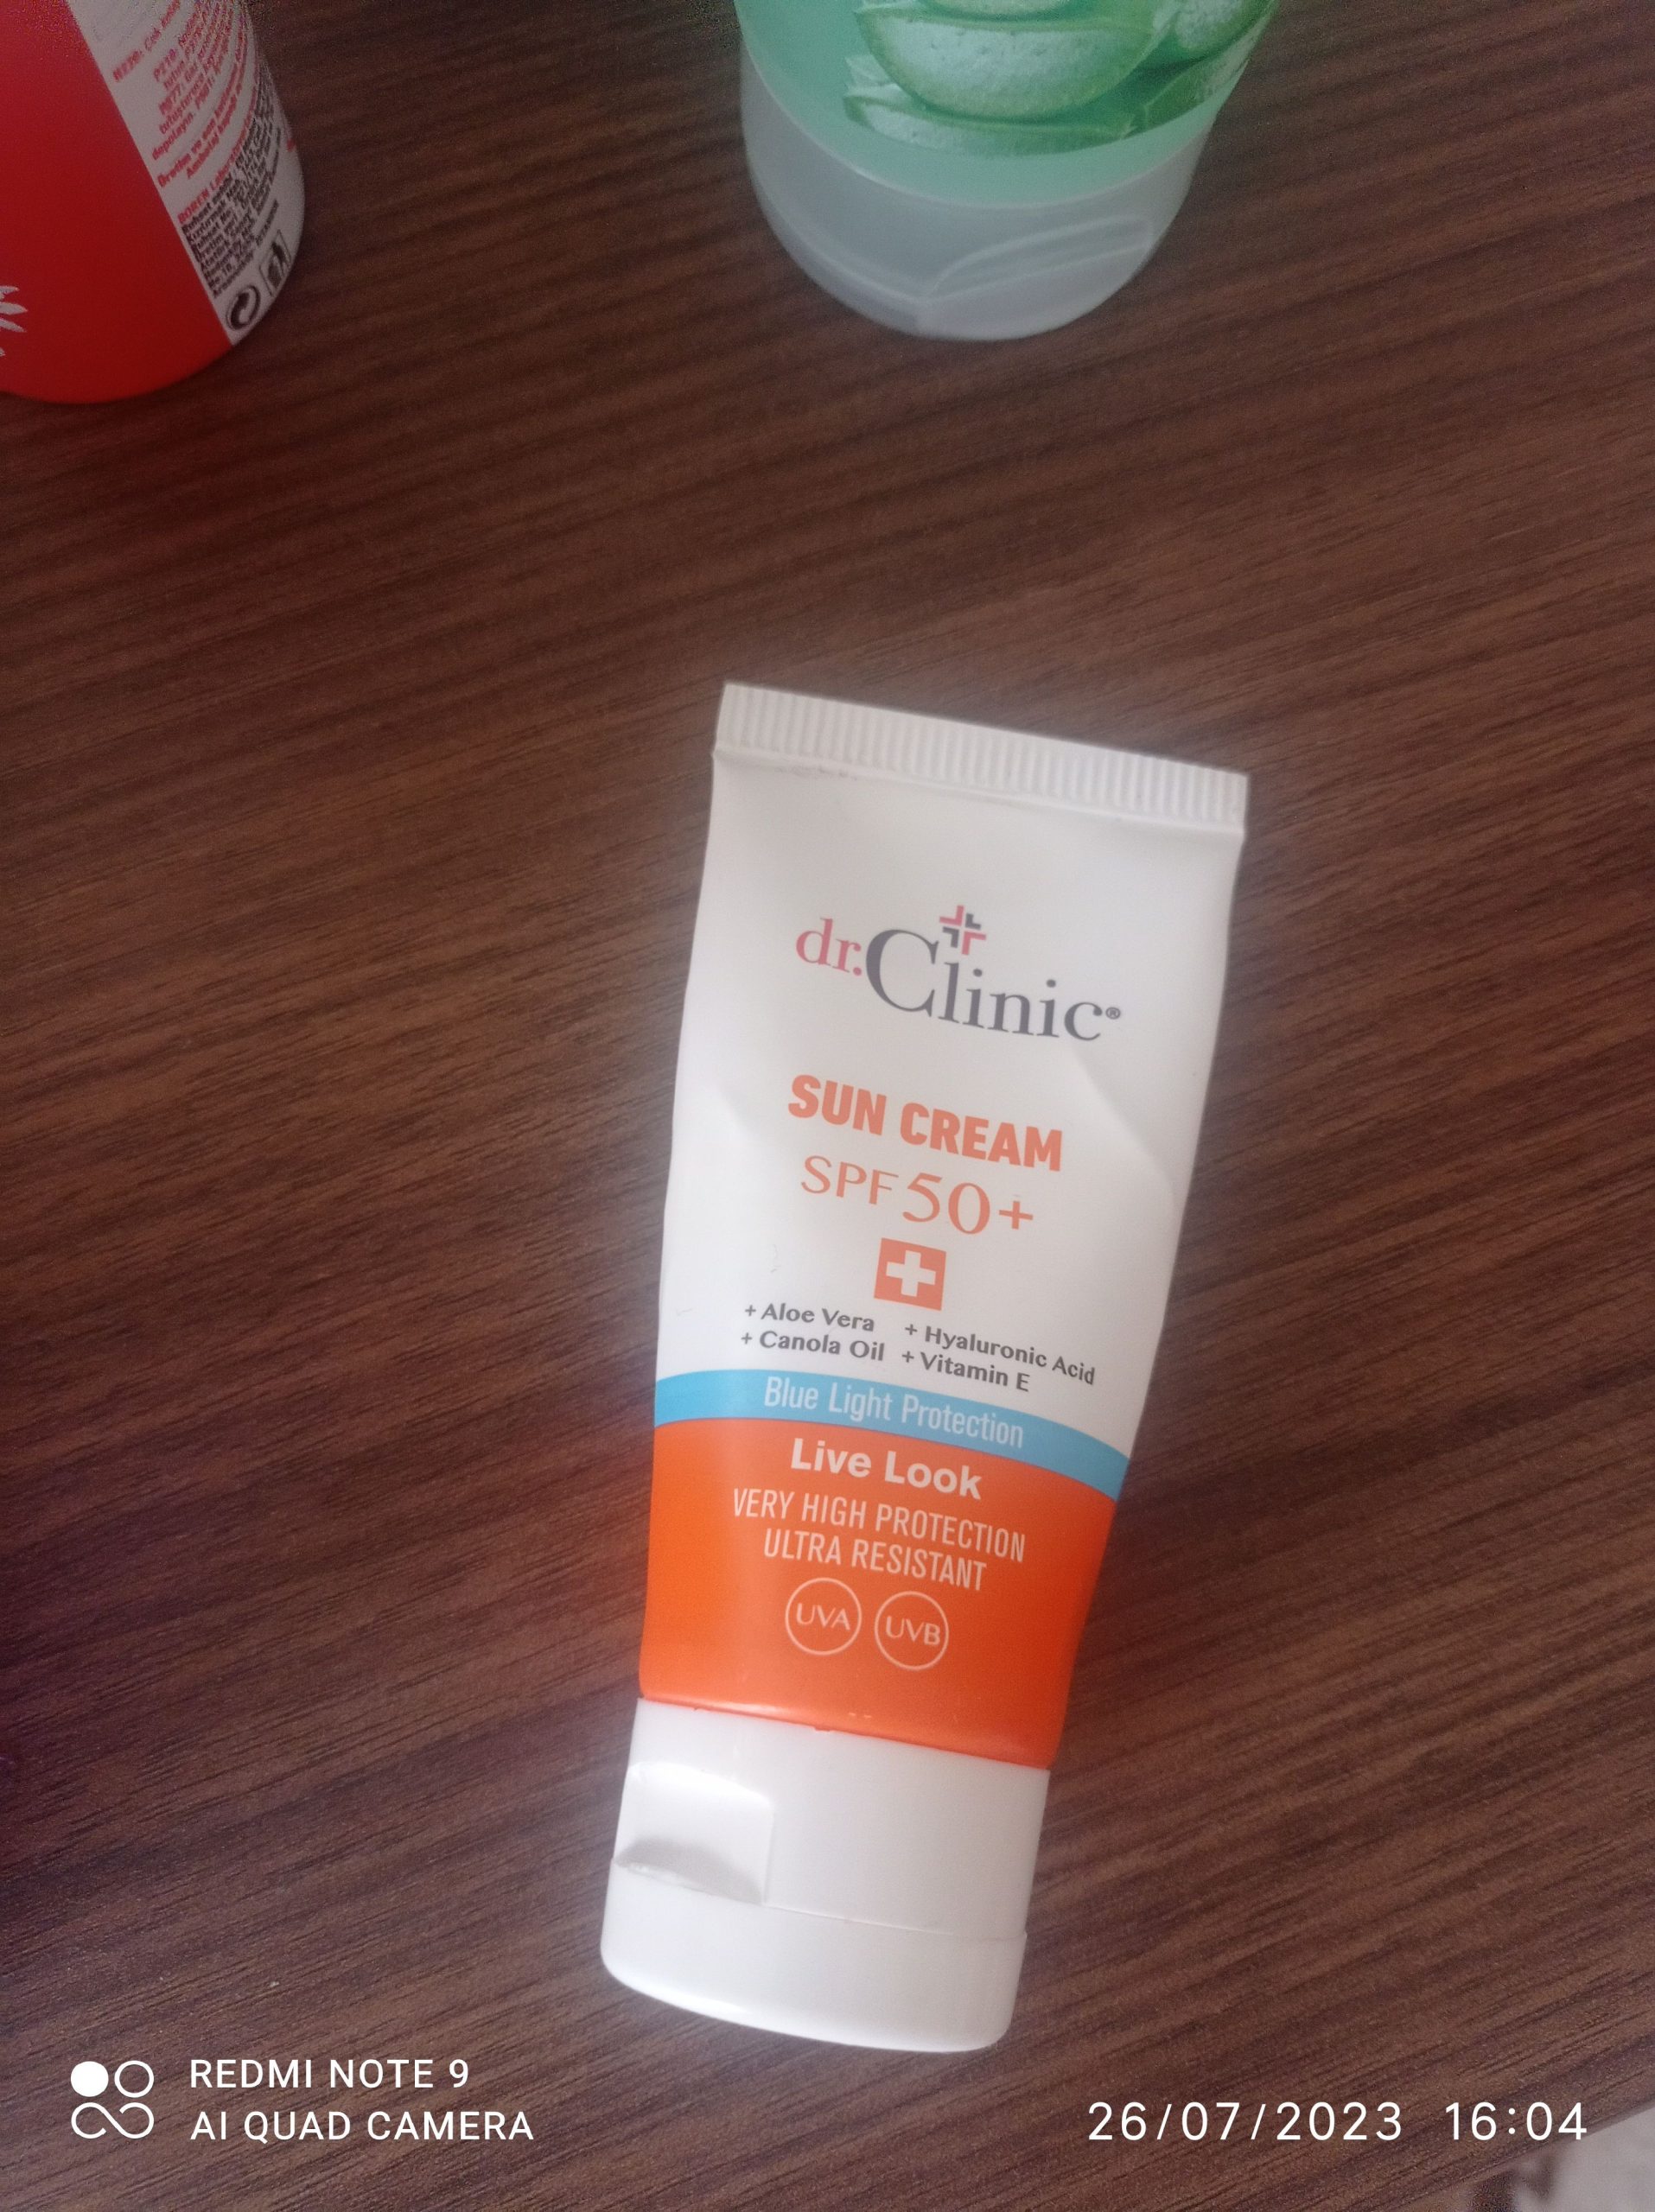 dr.Clinic®
SUN CREAM
SPF 50+
+ Aloe Vera + Hyaluronic Acid
+ Canola Oil + Vitamin E
Blue Light Protection
Live Look
VERY HIGH PROTECTION
ULTRA RESISTANT
UVA UVB
REDMI NOTE 9
AI QUAD CAMERA
26/07/2023 16:04